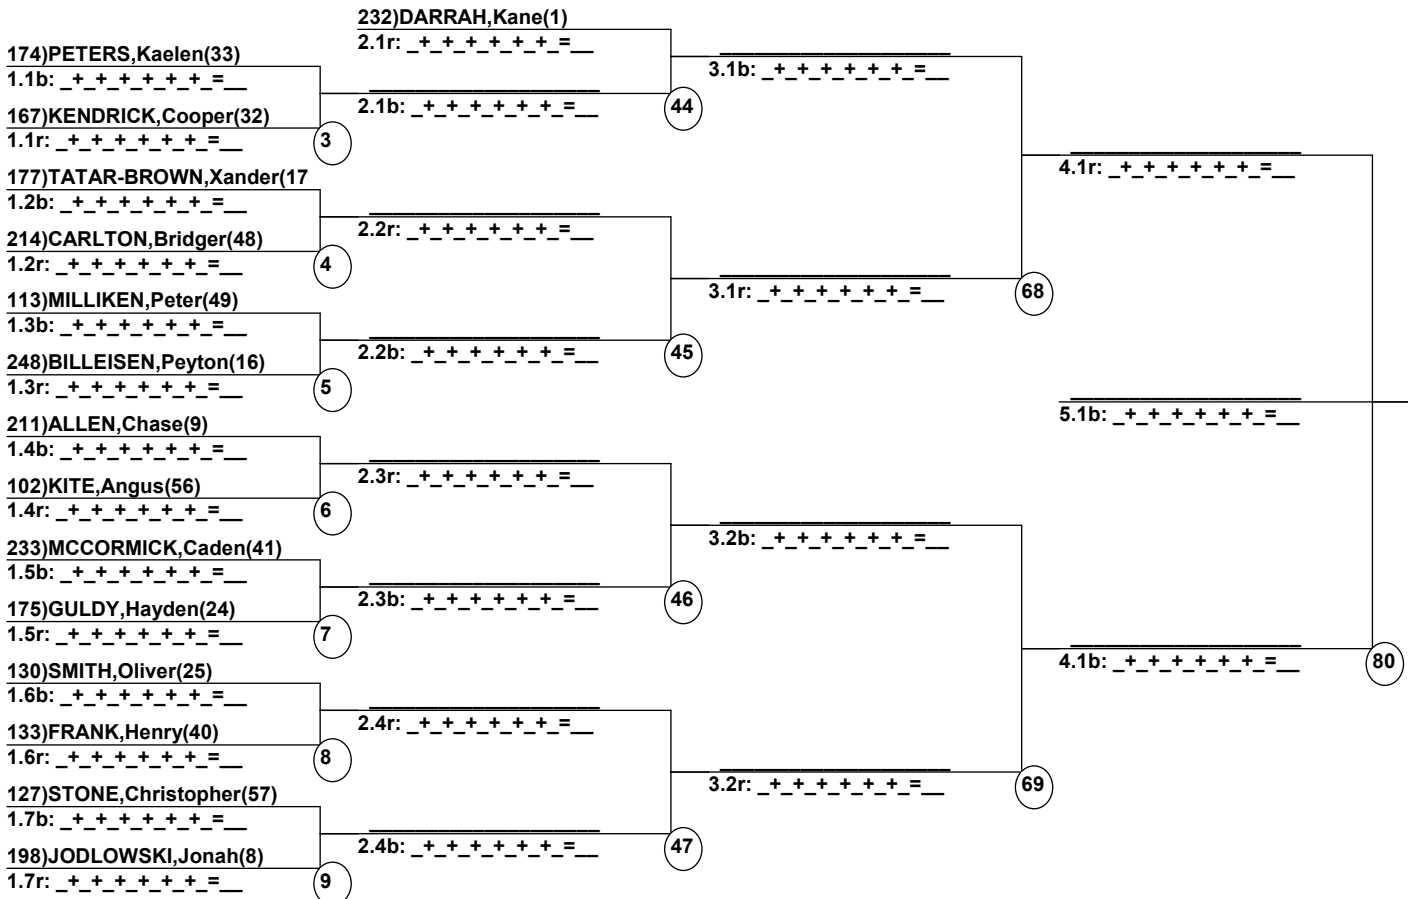 232)DARRAH,Kane(1)
2.1r: _+_+_+_+_+_=__
174)PETERS,Kaelen(33)
1.1b: _+_+_+_+_+_=__
3.1b: _+_+_+_+_+_=__
2.1b: _+_+_+_+_+_=__
44
167)KENDRICK,Cooper(32)
1.1r: _+_+_+_+_+_=__
3
4.1r: _+_+_+_+_+_=__
177)TATAR-BROWN,Xander(17
1.2b: _+_+_+_+_+_=__
2.2r: _+_+_+_+_+_=__
214)CARLTON,Bridger(48)
1.2r: _+_+_+_+_+_=__
4
3.1r: _+_+_+_+_+_=__
68
113)MILLIKEN,Peter(49)
1.3b: _+_+_+_+_+_=__
2.2b: _+_+_+_+_+_=__
45
248)BILLEISEN,Peyton(16)
1.3r: _+_+_+_+_+_=__
5
5.1b: _+_+_+_+_+_=__
211)ALLEN,Chase(9)
1.4b: _+_+_+_+_+_=__
2.3r: _+_+_+_+_+_=__
102)KITE,Angus(56)
1.4r: _+_+_+_+_+_=__
6
3.2b: _+_+_+_+_+_=__
233)MCCORMICK,Caden(41)
1.5b: _+_+_+_+_+_=__
2.3b: _+_+_+_+_+_=__
46
175)GULDY,Hayden(24)
1.5r: _+_+_+_+_+_=__
7
4.1b: _+_+_+_+_+_=__
80
130)SMITH,Oliver(25)
1.6b: _+_+_+_+_+_=__
2.4r: _+_+_+_+_+_=__
133)FRANK,Henry(40)
1.6r: _+_+_+_+_+_=__
8
3.2r: _+_+_+_+_+_=__
69
127)STONE,Christopher(57)
1.7b: _+_+_+_+_+_=__
2.4b: _+_+_+_+_+_=__
47
198)JODLOWSKI,Jonah(8)
1.7r: _+_+_+_+_+_=__
9